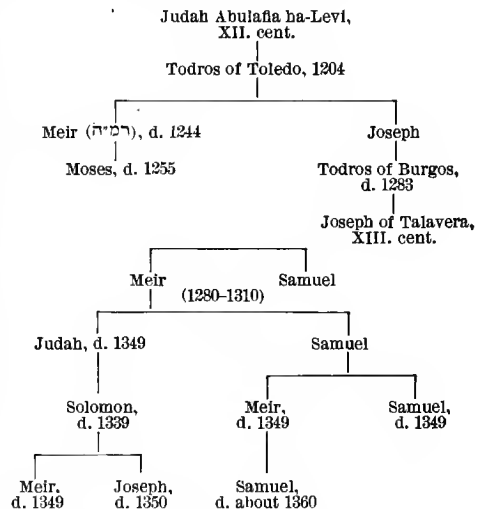 Judah Abulafia ha-Levi,
XII. cent.
Todros of Toledo, 1204
Meir (רמ״ה), d. 1244
Joseph
Moses, d. 1255
Todros of Burgos,
d. 1283
Joseph of Talavera,
XIII. cent.
Meir
Samuel
(1280–1310)
Judah, d. 1349
Samuel
Solomon,
d. 1339
Meir,
d. 1349
Samuel,
d. 1349
Meir.
d. 1349
Joseph,
d. 1350
Samuel,
d. about 1360